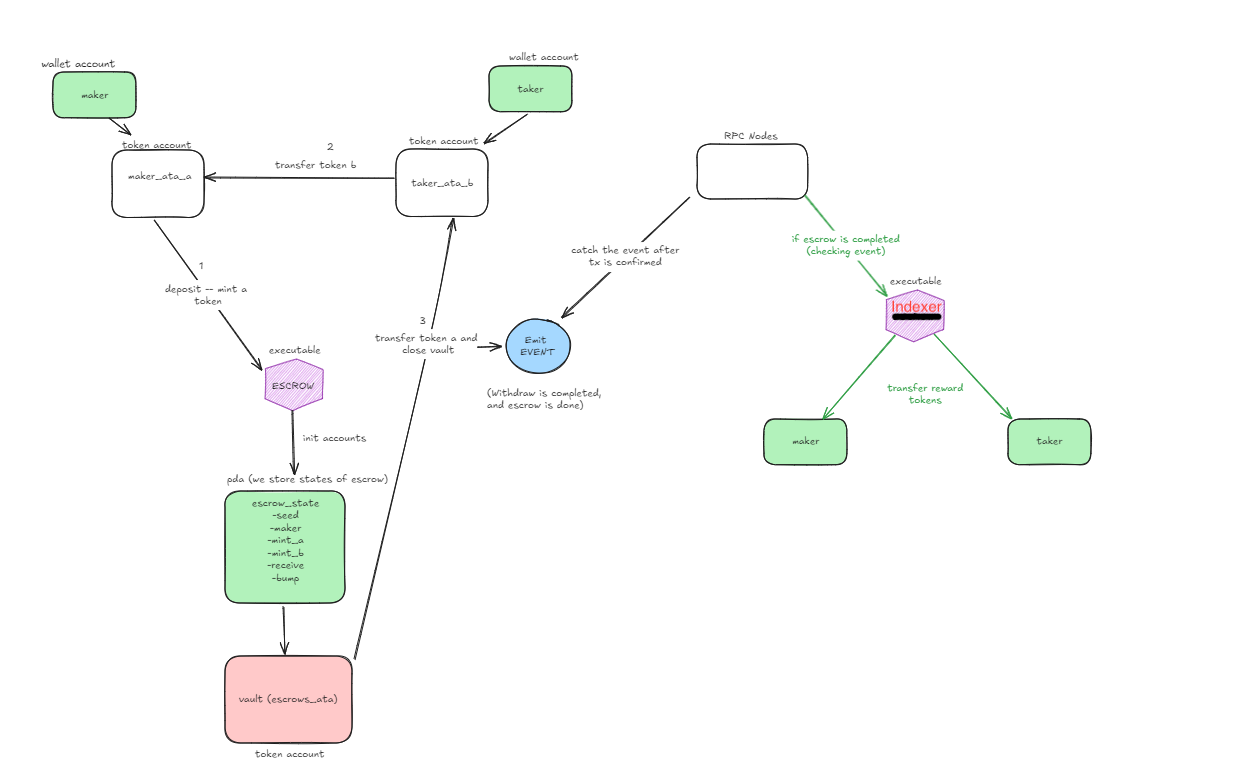 wallet account
maker
wallet account
taker
token account
maker_ata_a
2
transfer token b
token account
taker_ata_b
RPC Nodes
1
deposit -- mint a
token
catch the event after
tx is confirmed
if escrow is completed
(checking event)
executable
Indexer
3
transfer token a and
close vault
Emit
EVENT
(Withdraw is completed,
and escrow is done)
executable
ESCROW
transfer reward
tokens
maker
taker
init accounts
pda (we store states of escrow)
escrow_state
-seed
-maker
-mint_a
-mint_b
-receive
-bump
vault (escrows_ata)
token account